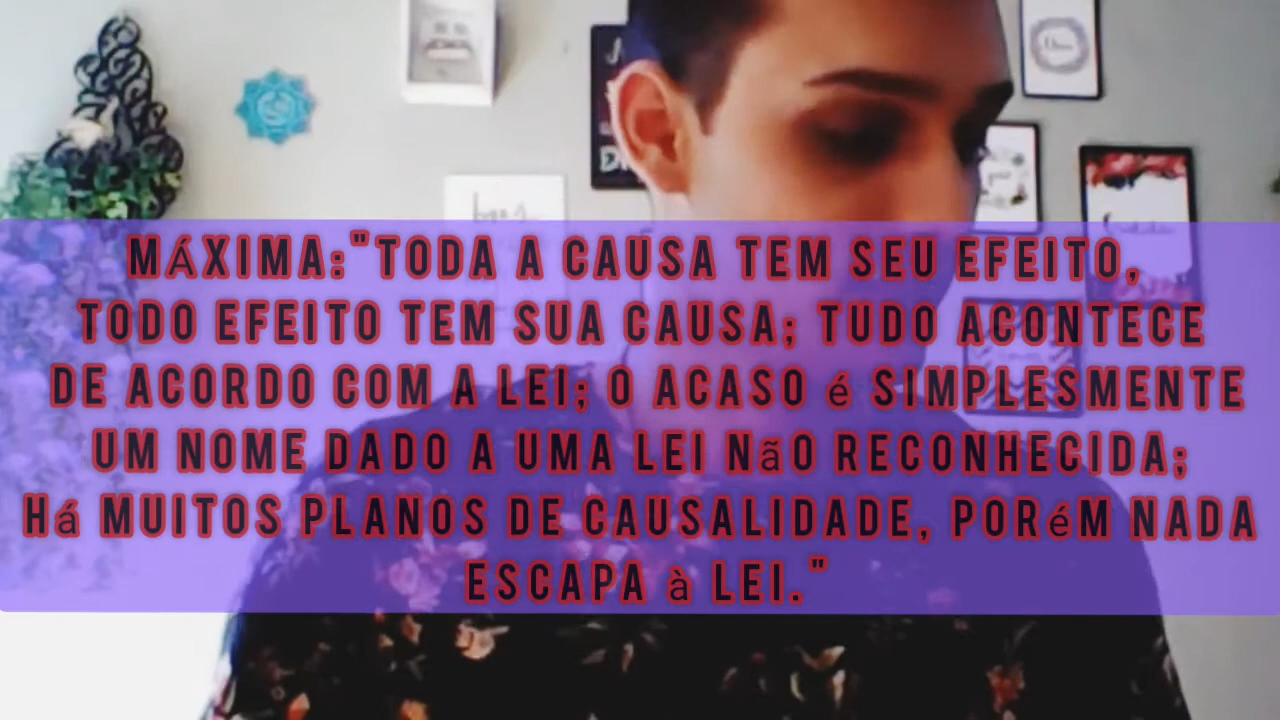 MÁXIMA:"TODA A CAUSA TEM SEU EFEITO,
TODO EFEITO TEM SUA CAUSA; TUDO ACONTECE
DE ACORDO COM A LEI; O ACASO é SIMPLESMENTE
UM NOME DADO A UMA LEI NãO RECONHECIDA;
Há MUITOS PLANOS DE CAUSALIDADE, PORéM NADA
ESCAPA à LEI."